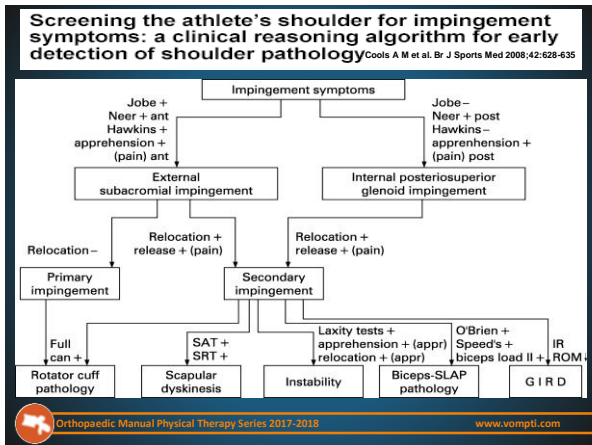 Screening the athlete's shoulder for impingement
symptoms: a clinical reasoning algorithm for early
detection of shoulder pathology Cools A M et al. Br J Sports Med 2008;42:628-635
Impingement symptoms
Jobe +
Neer + ant
Hawkins +
apprehension +
(pain) ant
Jobe–
Neer + post
Hawkins–
apprenhension +
(pain) post
External
subacromial impingement
Internal posteriosuperior
glenoid impingement
Relocation–
Relocation +
release + (pain)
Relocation +
release + (pain)
Primary
impingement
Secondary
impingement
Full
can +
SAT +
SRT +
Laxity tests +
apprehension + (appr)
relocation + (appr)
O'Brien +
Speed's +
biceps load II +
IR
ROM↓
Rotator cuff
pathology
Scapular
dyskinesis
Instability
Biceps-SLAP
pathology
G I R D
Orthopaedic Manual Physical Therapy Series 2017-2018
www.vompti.com